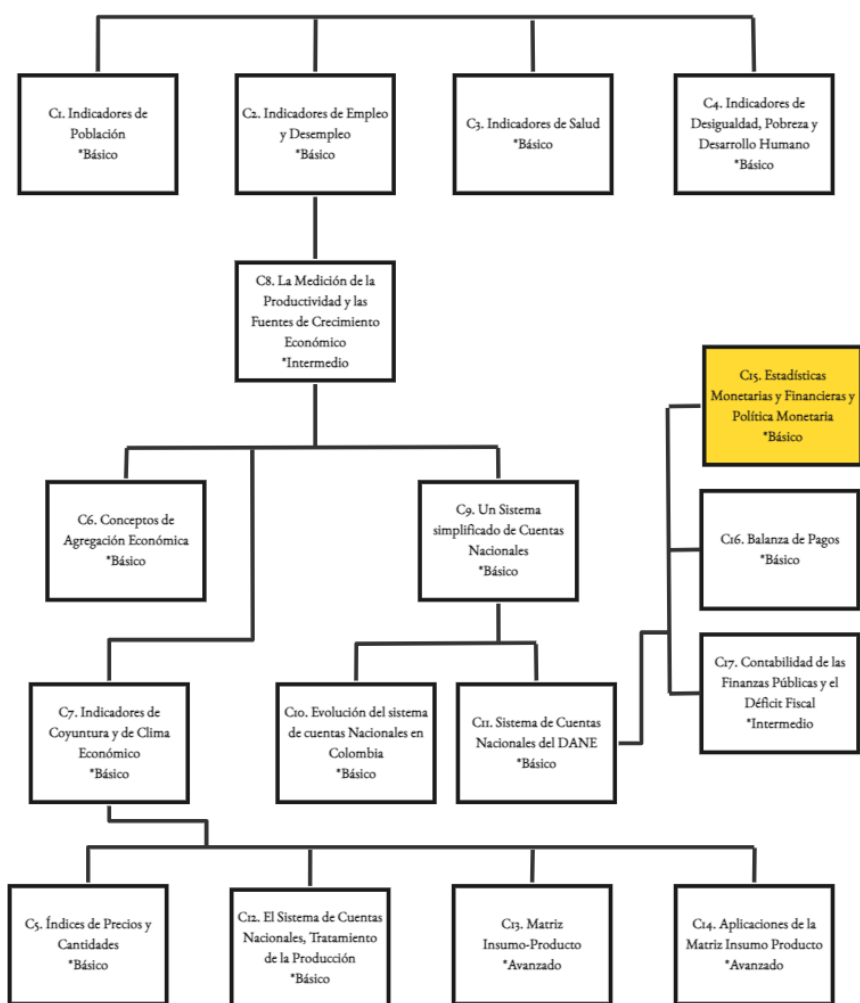 C1. Indicadores de
Población
*Básico
C2. Indicadores de Empleo
y Desempleo
*Básico
C3. Indicadores de Salud
*Básico
C4. Indicadores de
Desigualdad, Pobreza y
Desarrollo Humano
*Básico
C8. La Medición de la
Productividad y las
Fuentes de Crecimiento
Económico
*Intermedio
C15. Estadísticas
Monetarias y Financieras y
Política Monetaria
*Básico
C6. Conceptos de
Agregación Económica
*Básico
C9. Un Sistema
simplificado de Cuentas
Nacionales
*Básico
C16. Balanza de Pagos
*Básico
C7. Indicadores de
Coyuntura y de Clima
Económico
*Básico
C10. Evolución del sistema
de cuentas Nacionales en
Colombia
*Básico
C11. Sistema de Cuentas
Nacionales del DANE
*Básico
C17. Contabilidad de las
Finanzas Públicas y el
Déficit Fiscal
*Intermedio
C5. Índices de Precios y
Cantidades
*Básico
C12. El Sistema de Cuentas
Nacionales, Tratamiento
de la Producción
*Básico
C13. Matriz
Insumo-Producto
*Avanzado
C14. Aplicaciones de la
Matriz Insumo Producto
*Avanzado